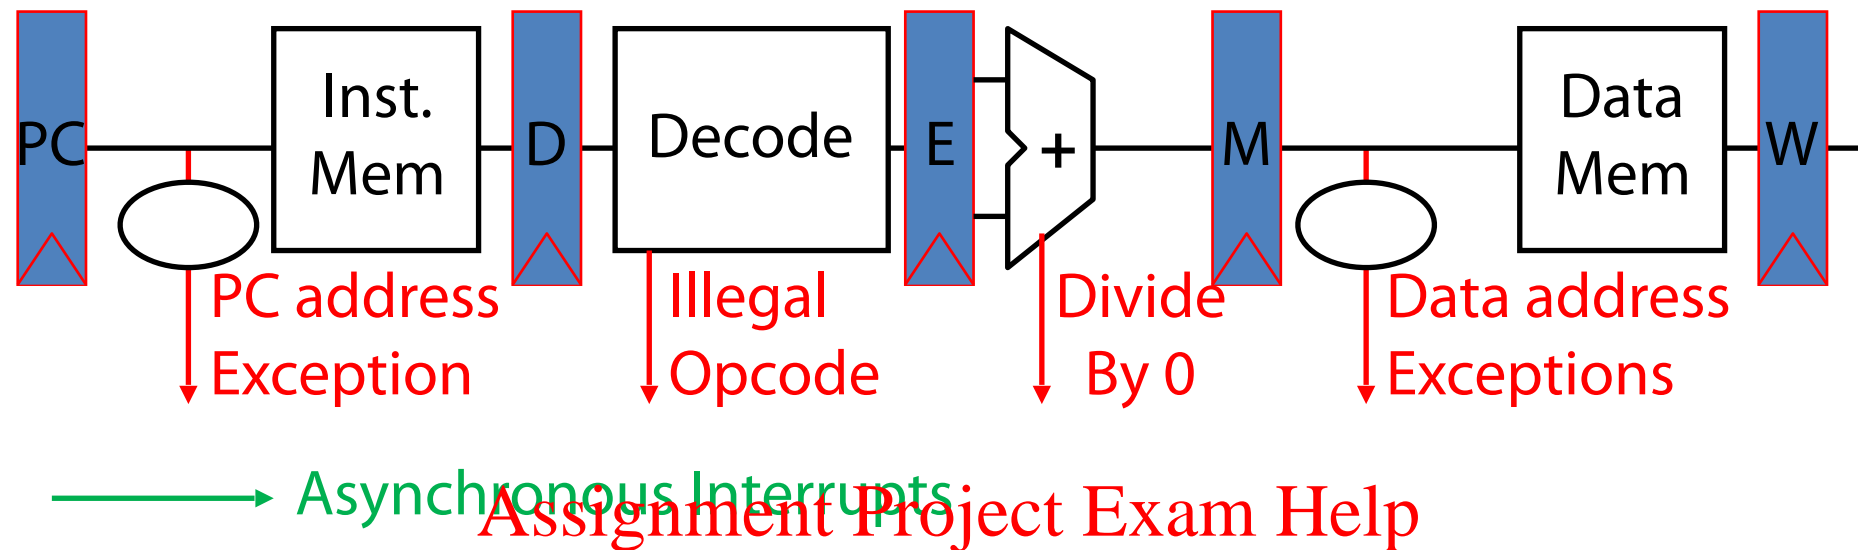 PC
Inst.
Mem
D
Decode
E
+
M
Data
Mem
W
PC address
Exception
Illegal
Opcode
Divide
By 0
Data address
Exceptions
Asynchronous Interrupts
Assignment Project Exam Help